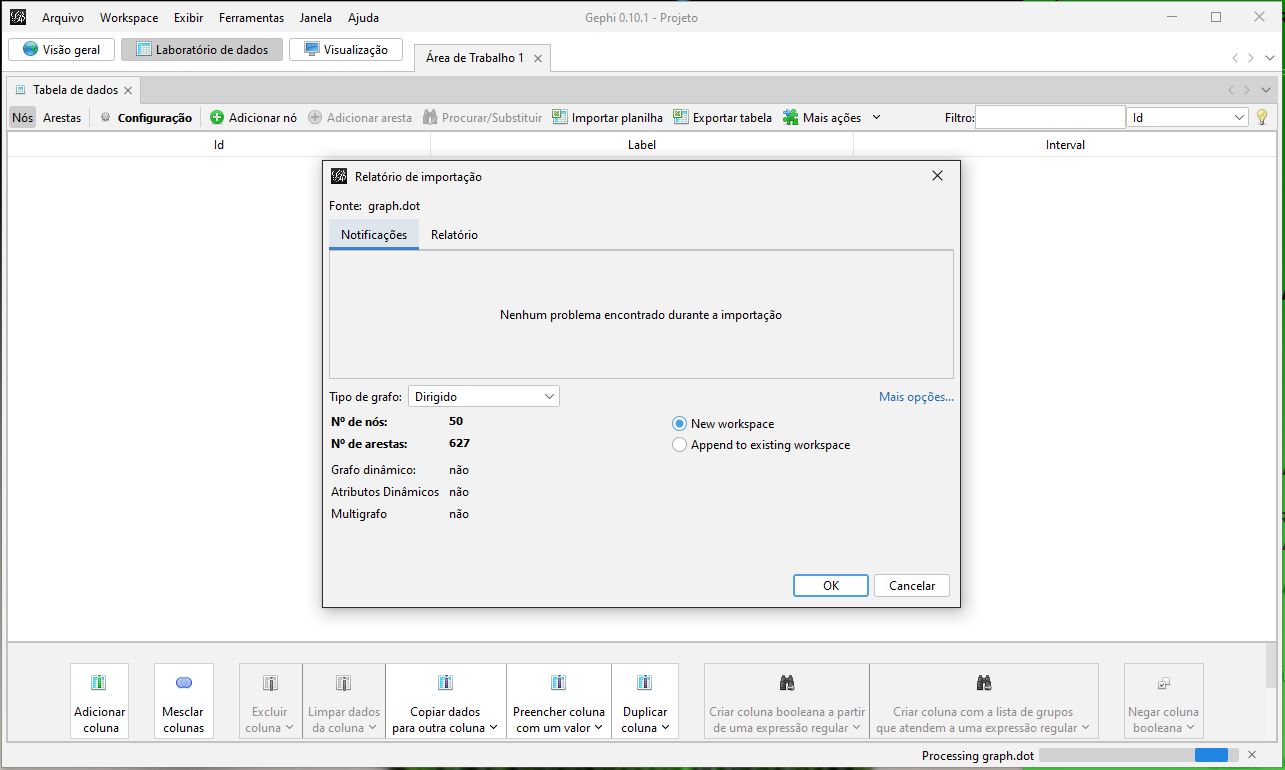 Arquivo Workspace Exibir Ferramentas Janela Ajuda Gephi 0.10.1 - Projeto
Visão geral Laboratório de dados Visualização Área de Trabalho 1
Tabela de dados
Nós Arestas Configuração Adicionar nó Adicionar aresta Procurar/Substituir Importar planilha Exportar tabela Mais ações Filtro: Id
Id Label Interval
Relatório de importação
Fonte: graph.dot
Notificações Relatório
Nenhum problema encontrado durante a importação
Tipo de grafo: Dirigido Mais opções...
Nº de nós: 50 New workspace
Nº de arestas: 627 Append to existing workspace
Grafo dinâmico: não
Atributos Dinâmicos não
Multigrafo não
OK Cancelar
Adicionar coluna
Mesclar colunas
Excluir coluna
Limpar dados da coluna
Copiar dados para outra coluna
Preencher coluna com um valor
Duplicar coluna
Criar coluna booleana a partir de uma expressão regular
Criar coluna com a lista de grupos que atendem a uma expressão regular
Negar coluna booleana
Processing graph.dot